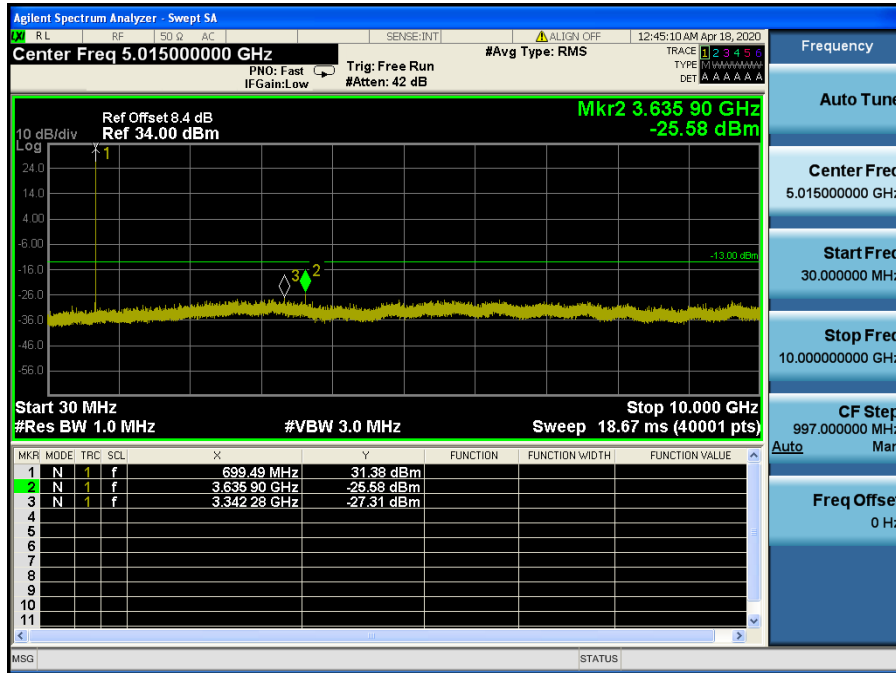 Agilent Spectrum Analyzer - Swept SA
LXI RL RF 50 Ω AC SENSE:INT ALIGN OFF 12:45:10 AM Apr 18, 2020
Center Freq 5.015000000 GHz
PNO: Fast
IFGain:Low
Trig: Free Run
#Atten: 42 dB
#Avg Type: RMS
TRACE 1 2 3 4 5 6
TYPE M
DET A A A A A A
Ref Offset 8.4 dB
10 dB/div Ref 34.00 dBm
Log
Mkr2 3.635 90 GHz
-25.58 dBm
1
24.0
14.0
4.00
-6.00
-13.00 dBm
-16.0
3 2
-26.0
-36.0
-46.0
-56.0
Start 30 MHz Stop 10.000 GHz
#Res BW 1.0 MHz #VBW 3.0 MHz Sweep 18.67 ms (40001 pts)
MKR MODE TRC SCL X Y FUNCTION FUNCTION WIDTH FUNCTION VALUE
1 N 1 f 699.49 MHz 31.38 dBm
2 N 1 f 3.635 90 GHz -25.58 dBm
3 N 1 f 3.342 28 GHz -27.31 dBm
4
5
6
7
8
9
10
11
MSG STATUS
Frequency
Auto Tune
Center Freq
5.015000000 GHz
Start Freq
30.000000 MHz
Stop Freq
10.000000000 GHz
CF Step
997.000000 MHz
Auto Man
Freq Offset
0 Hz